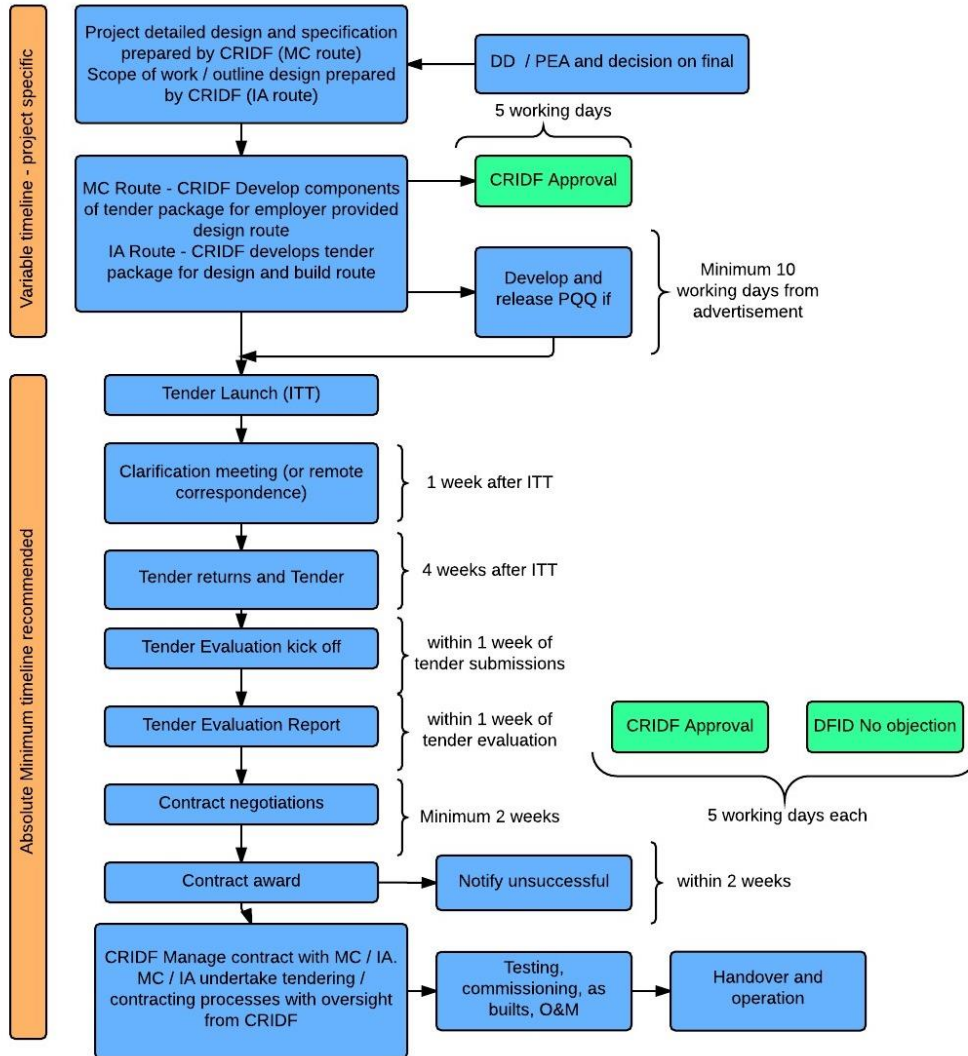 Variable timeline - project specific
Project detailed design and specification
prepared by CRIDF (MC route)
Scope of work / outline design prepared
by CRIDF (IA route)
DD / PEA and decision on final
5 working days
MC Route - CRIDF Develop components
of tender package for employer provided
design route
IA Route - CRIDF develops tender
package for design and build route
CRIDF Approval
Develop and
release PQQ if
Minimum 10
working days from
advertisement
Absolute Minimum timeline recommended
Tender Launch (ITT)
Clarification meeting (or remote
correspondence)
1 week after ITT
Tender returns and Tender
4 weeks after ITT
Tender Evaluation kick off
within 1 week of
tender submissions
Tender Evaluation Report
within 1 week of
tender evaluation
CRIDF Approval
DFID No objection
5 working days each
Contract negotiations
Minimum 2 weeks
Contract award
Notify unsuccessful
within 2 weeks
CRIDF Manage contract with MC / IA.
MC / IA undertake tendering /
contracting processes with oversight
from CRIDF
Testing,
commissioning, as
builts, O&M
Handover and
operation